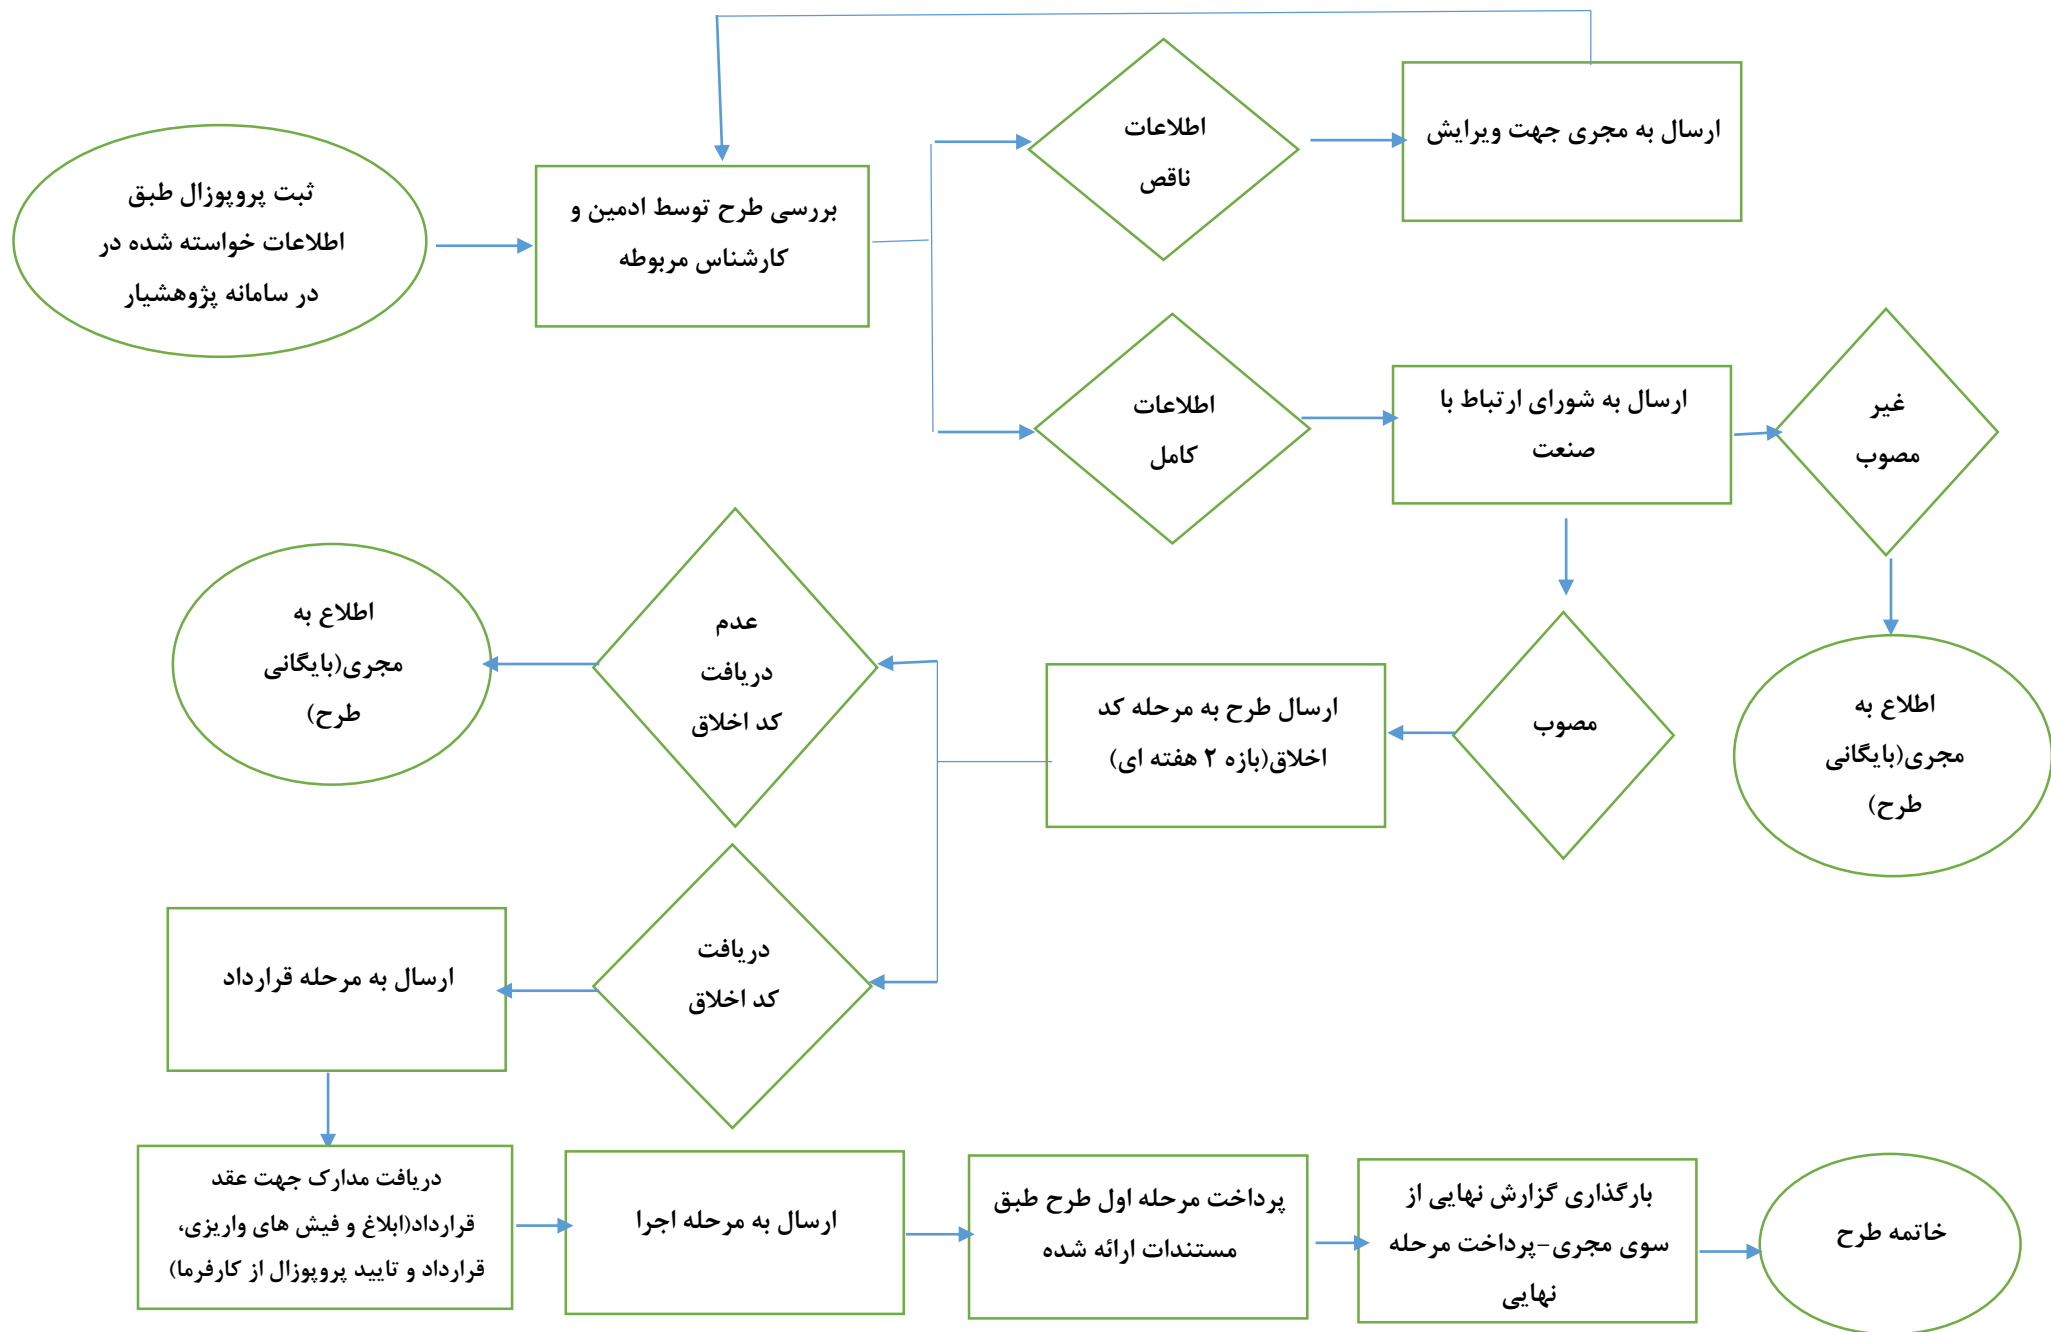 ثبت پروپوزال طبق
اطلاعات خواسته شده در
در سامانه پژوهشیار
بررسی طرح توسط ادمین و
کارشناس مربوطه
اطلاعات
ناقص
ارسال به مجری جهت ویرایش
اطلاعات
کامل
ارسال به شورای ارتباط با
صنعت
غیر
مصوب
اطلاع به
مجری(بایگانی
طرح)
مصوب
ارسال طرح به مرحله کد
اخلاق(بازه ۲ هفته ای)
عدم
دریافت
کد اخلاق
اطلاع به
مجری(بایگانی
طرح)
دریافت
کد اخلاق
ارسال به مرحله قرارداد
دریافت مدارک جهت عقد
قرارداد(ابلاغ و فیش های واریزی،
قرارداد و تایید پروپوزال از کارفرما)
ارسال به مرحله اجرا
پرداخت مرحله اول طرح طبق
مستندات ارائه شده
بارگذاری گزارش نهایی از
سوی مجری-پرداخت مرحله
نهایی
خاتمه طرح